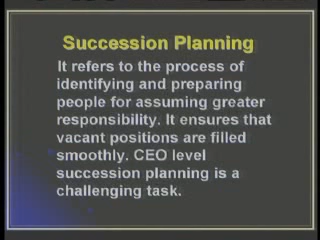 Succession Planning
It refers to the process of
identifying and preparing
people for assuming greater
responsibility. It ensures that
vacant positions are filled
smoothly. CEO level
succession planning is a
challenging task.